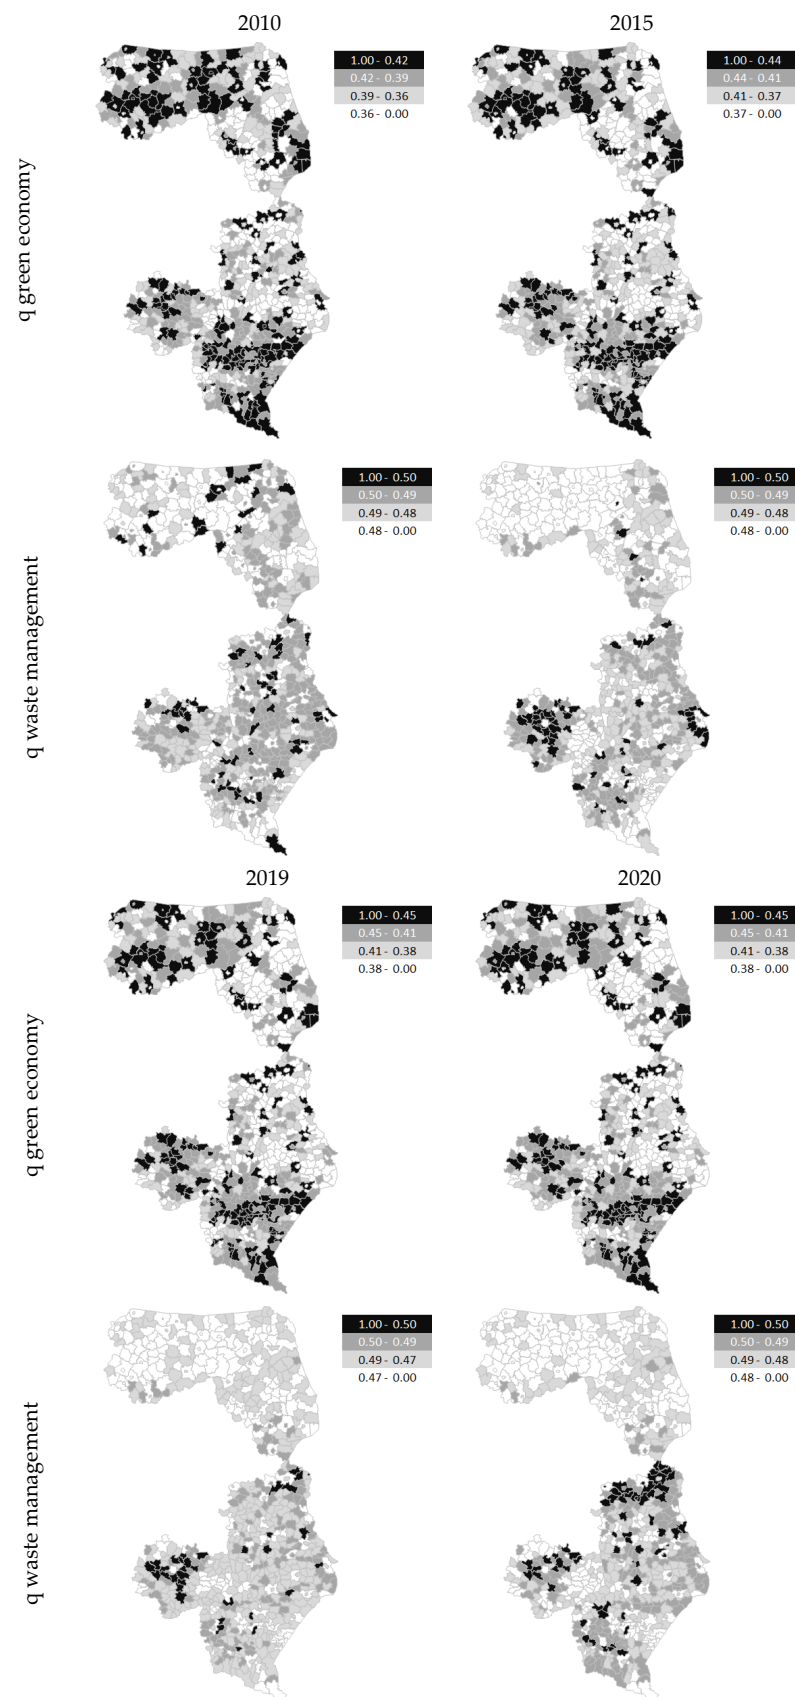 2010
2015
q green economy
1.00 - 0.42
0.42 - 0.39
0.39 - 0.36
0.36 - 0.00
1.00 - 0.44
0.44 - 0.41
0.41 - 0.37
0.37 - 0.00
q waste management
1.00 - 0.50
0.50 - 0.49
0.49 - 0.48
0.48 - 0.00
1.00 - 0.50
0.50 - 0.49
0.49 - 0.48
0.48 - 0.00
2019
2020
q green economy
1.00 - 0.45
0.45 - 0.41
0.41 - 0.38
0.38 - 0.00
1.00 - 0.45
0.45 - 0.41
0.41 - 0.38
0.38 - 0.00
q waste management
1.00 - 0.50
0.50 - 0.49
0.49 - 0.47
0.47 - 0.00
1.00 - 0.50
0.50 - 0.49
0.49 - 0.48
0.48 - 0.00